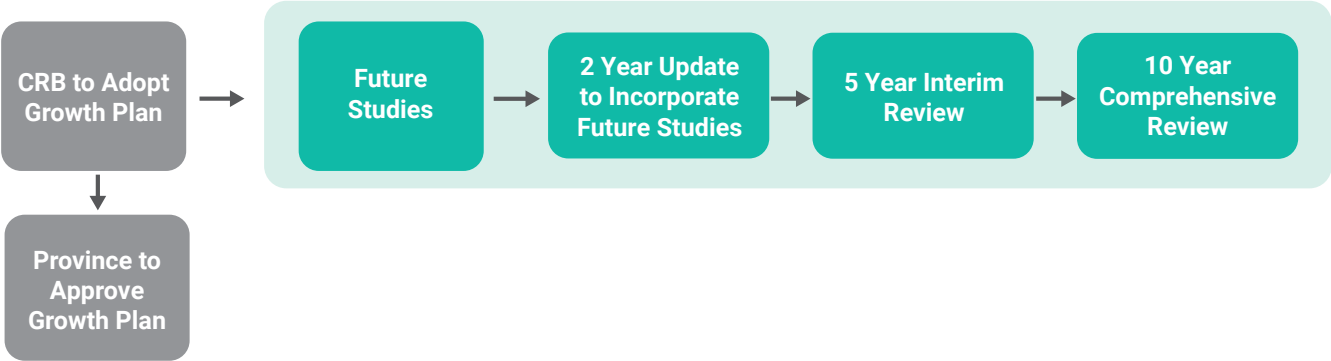 CRB to Adopt
Growth Plan
Future
Studies
2 Year Update
to Incorporate
Future Studies
5 Year Interim
Review
10 Year
Comprehensive
Review
Province to
Approve
Growth Plan